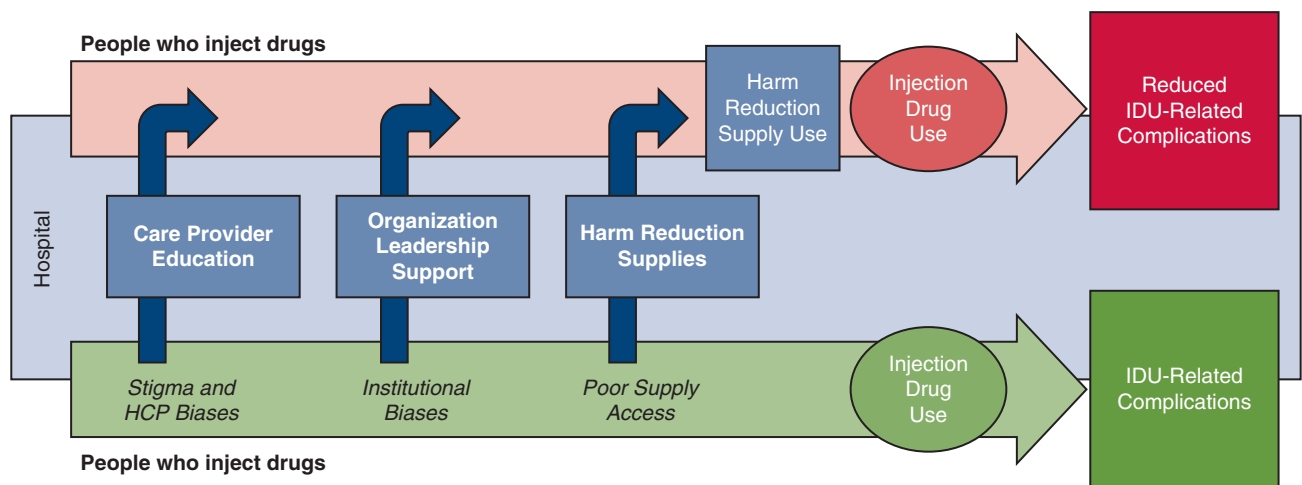 People who inject drugs
Harm
Reduction
Supply Use
Injection
Drug
Use
Reduced
IDU-Related
Complications
Hospital
Care Provider
Education
Organization
Leadership
Support
Harm Reduction
Supplies
Stigma and
HCP Biases
Institutional
Biases
Poor Supply
Access
Injection
Drug
Use
IDU-Related
Complications
People who inject drugs